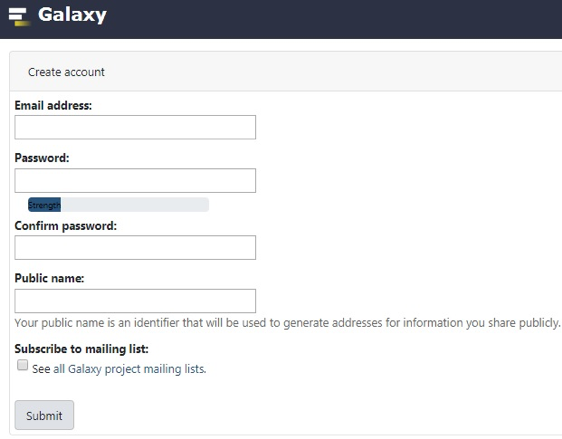 Galaxy
Create account
Email address:
Password:
Strength
Confirm password:
Public name:
Your public name is an identifier that will be used to generate addresses for information you share publicly.
Subscribe to mailing list:
See all Galaxy project mailing lists.
Submit